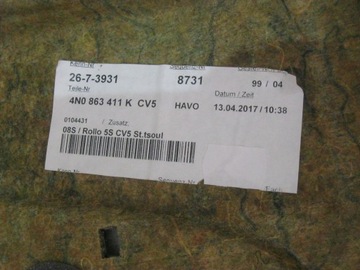 26-7-3931 8731 99 / 04
Teile-Nr Datum / Zeit
4N0 863 411 K CV5 HAVO 13.04.2017 / 10:38
0104431 / Zusatz:
08S / Rollo 5S CV5 St.tsoul